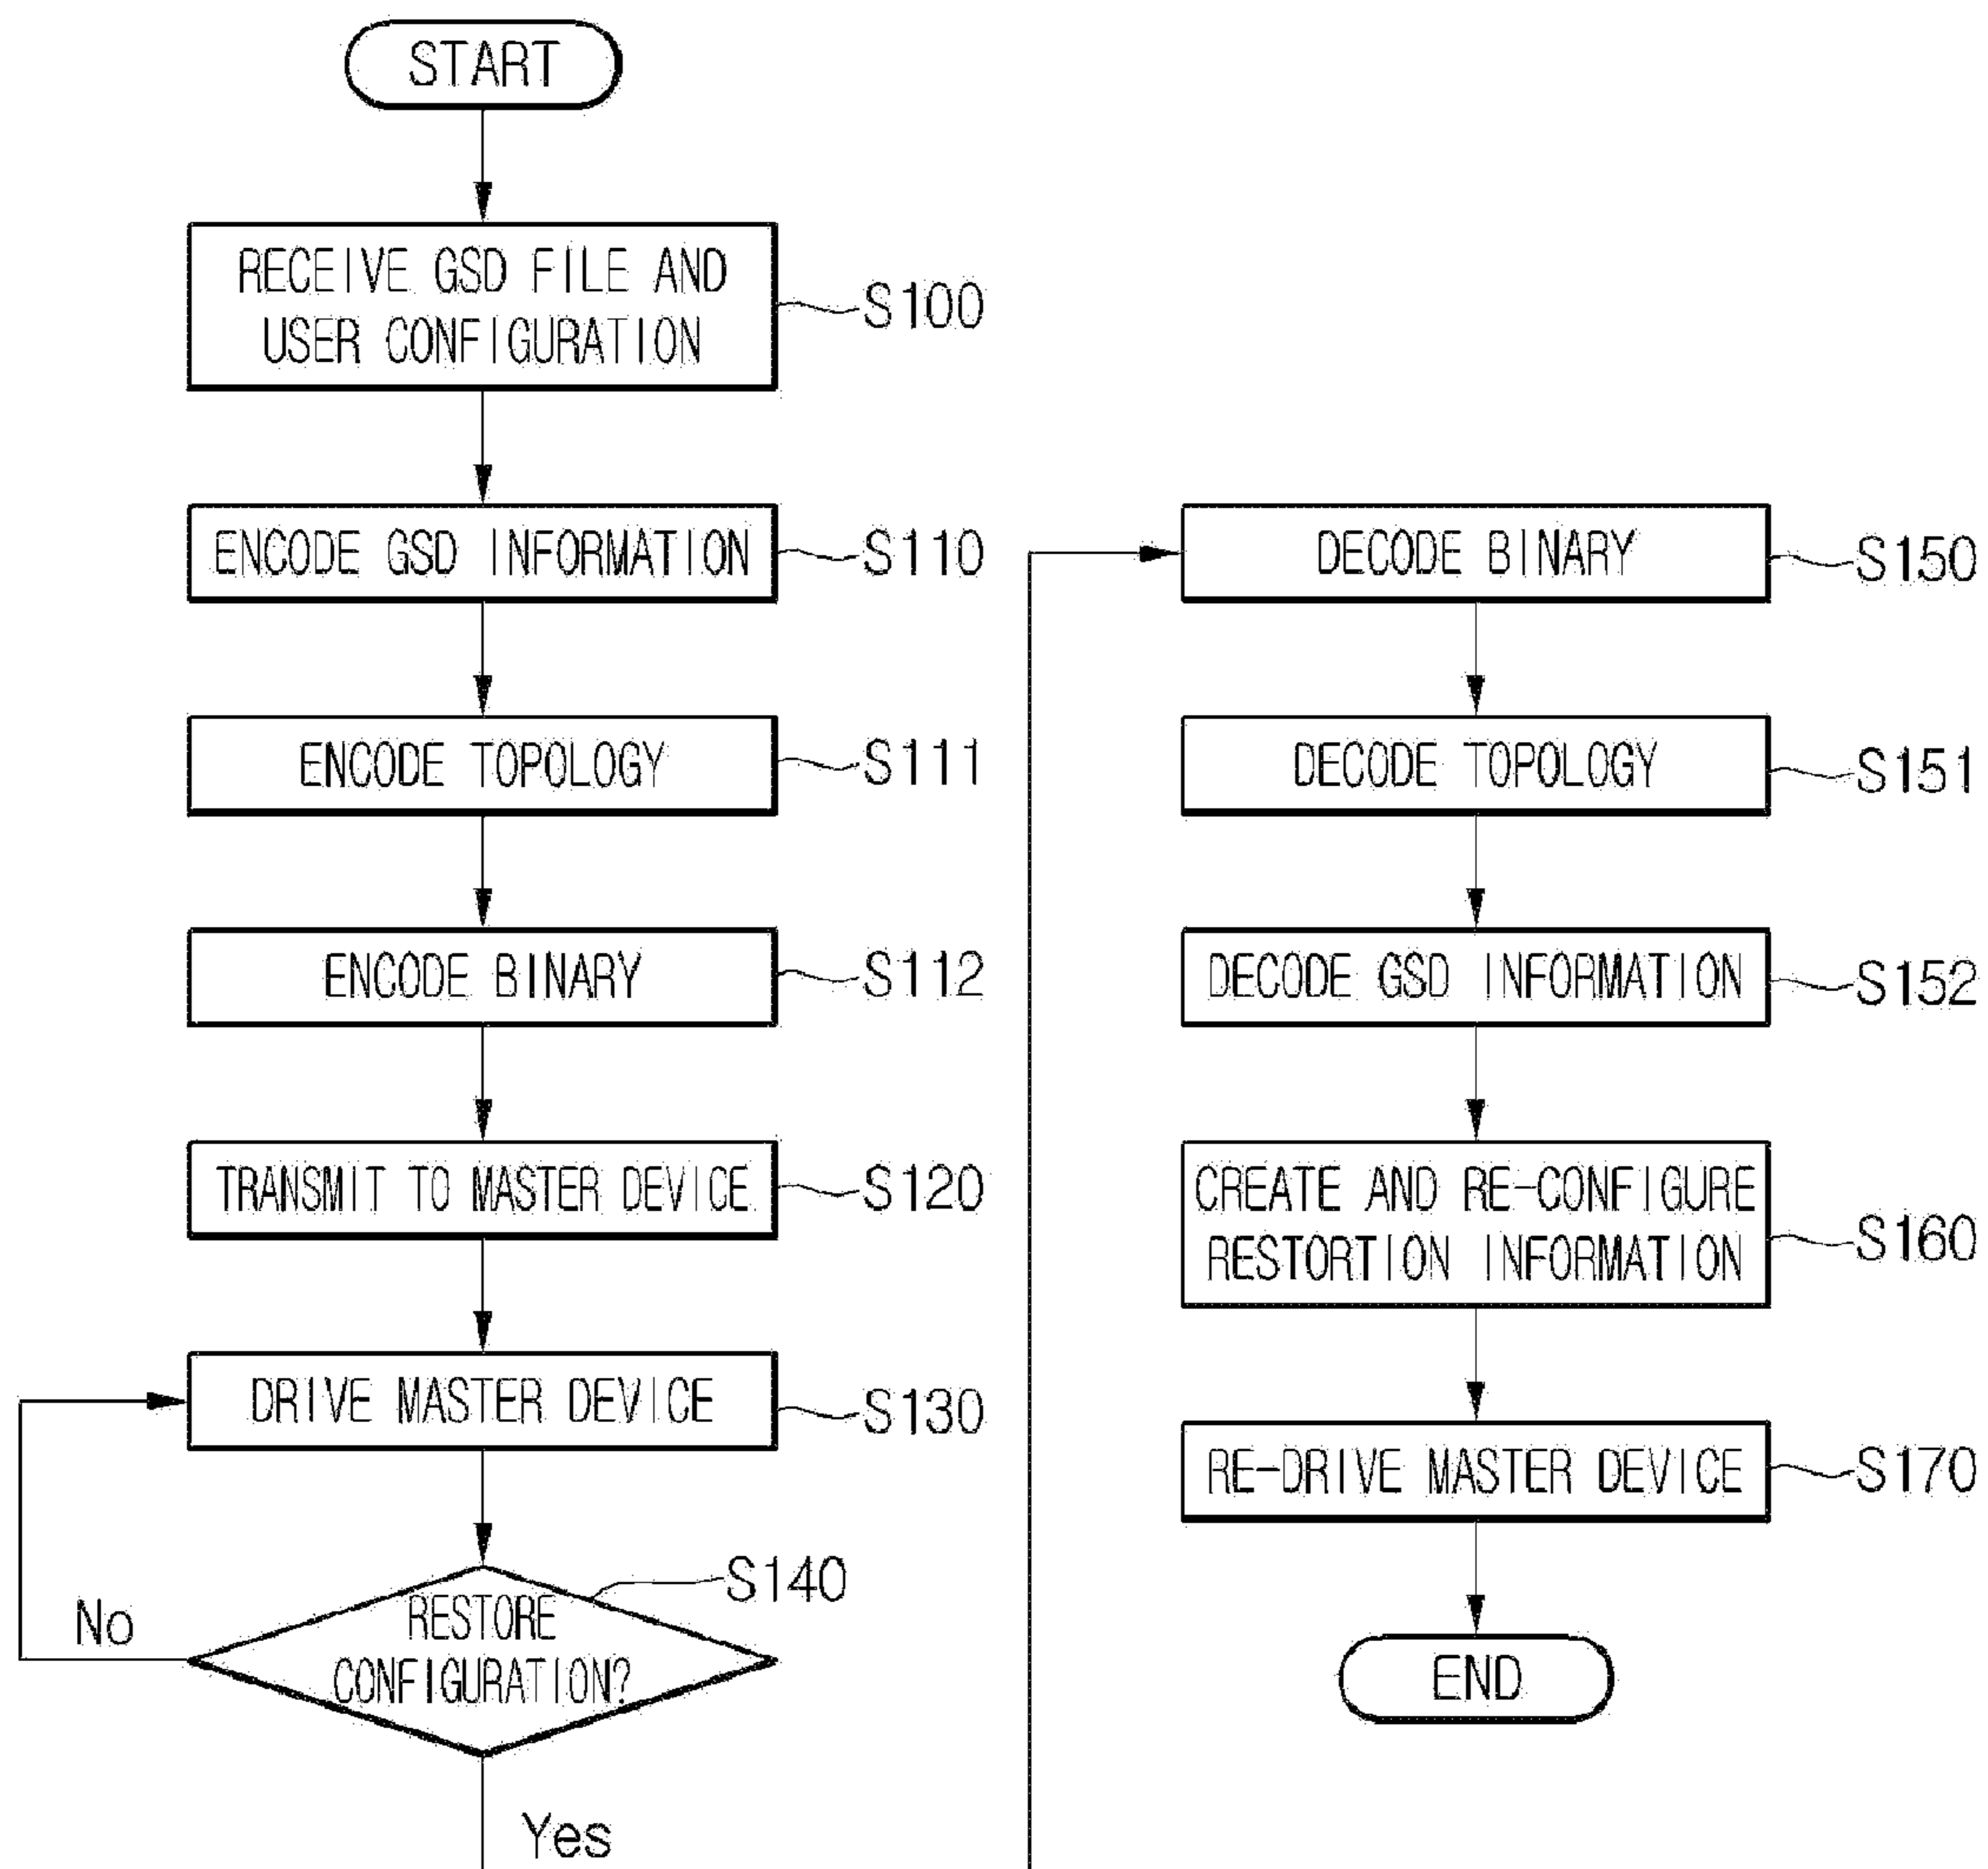 START
RECEIVE GSD FILE AND
USER CONFIGURATION
S100
ENCODE GSD INFORMATION
S110
ENCODE TOPOLOGY
S111
ENCODE BINARY
S112
TRANSMIT TO MASTER DEVICE
S120
DRIVE MASTER DEVICE
S130
RESTORE
CONFIGURATION?
S140
No
Yes
DECODE BINARY
S150
DECODE TOPOLOGY
S151
DECODE GSD INFORMATION
S152
CREATE AND RE-CONFIGURE
RESTORTION INFORMATION
S160
RE-DRIVE MASTER DEVICE
S170
END